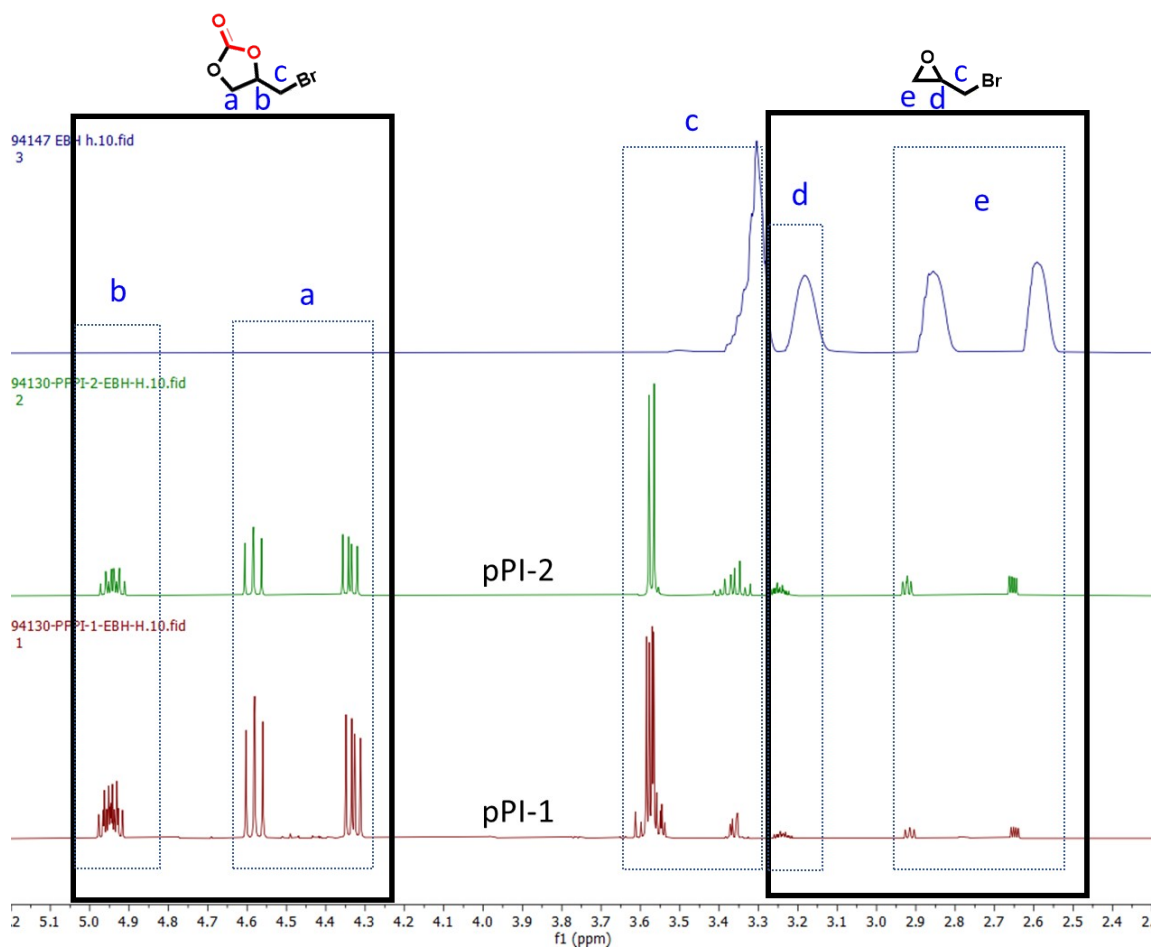 O
O
O
c
Br
a
b
O
c
Br
e
d
94147 EBH h.10.fid
3
c
d
e
b
a
94130-PPPI-2-EBH-H.10.fid
2
pPI-2
94130-PPPI-1-EBH-H.10.fid
1
pPI-1
5.1 5.0 4.9 4.8 4.7 4.6 4.5 4.4 4.3 4.2 4.1 4.0 3.9 3.8 3.7 3.6 3.5 3.4 3.3 3.2 3.1 3.0 2.9 2.8 2.7 2.6 2.5 2.4
f1 (ppm)